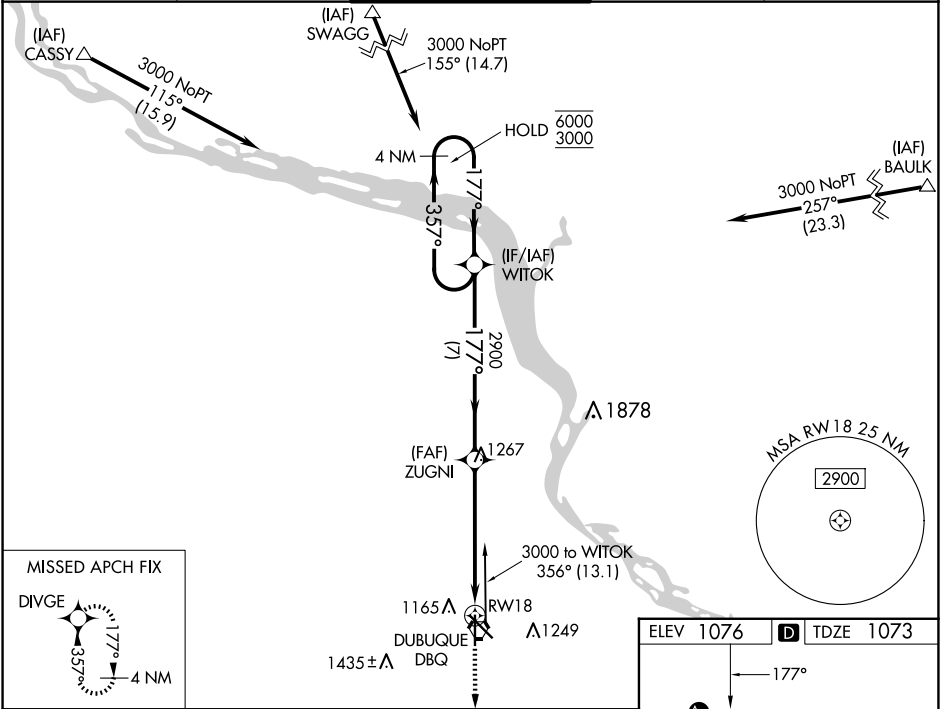 (IAF)
CASSY
(IAF)
SWAGG
3000 NoPT
155° (14.7)
3000 NoPT
115°
(15.9)
HOLD 6000
3000
4 NM
177°
357°
(IAF)
BAULK
3000 NoPT
257°
(23.3)
(IF/IAF)
WITOK
2900
177°
(7)
1878
(FAF)
ZUGNI
1267
MSA RW18 25 NM
2900
3000 to WITOK
356° (13.1)
1165
RW18
DUBUQUE
DBQ
1249
1435±
MISSED APCH FIX
DIVGE
177°
357°
4 NM
ELEV 1076 D TDZE 1073
177°